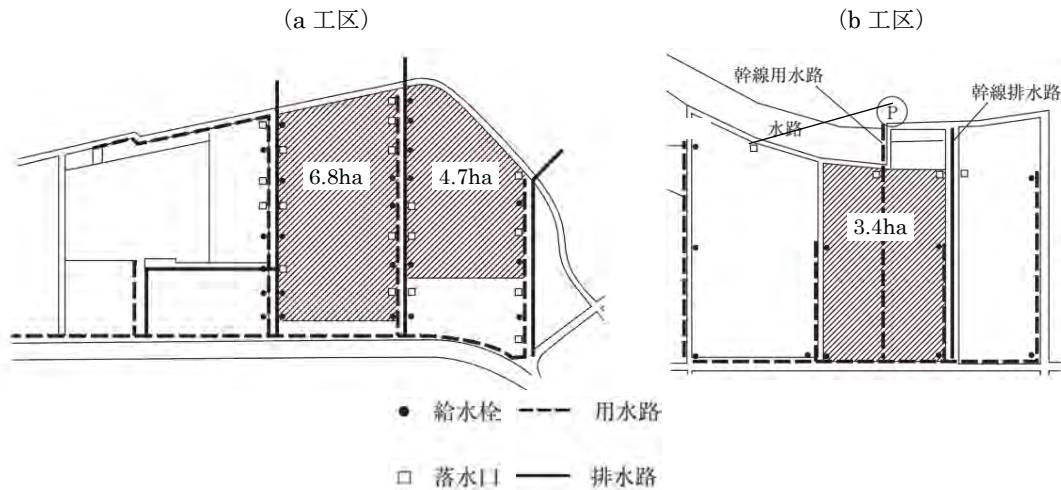 (a 工区)
(b 工区)
幹線用水路
幹線排水路
P
水路
6.8ha
4.7ha
3.4ha
給水栓
用水路
落水口
排水路